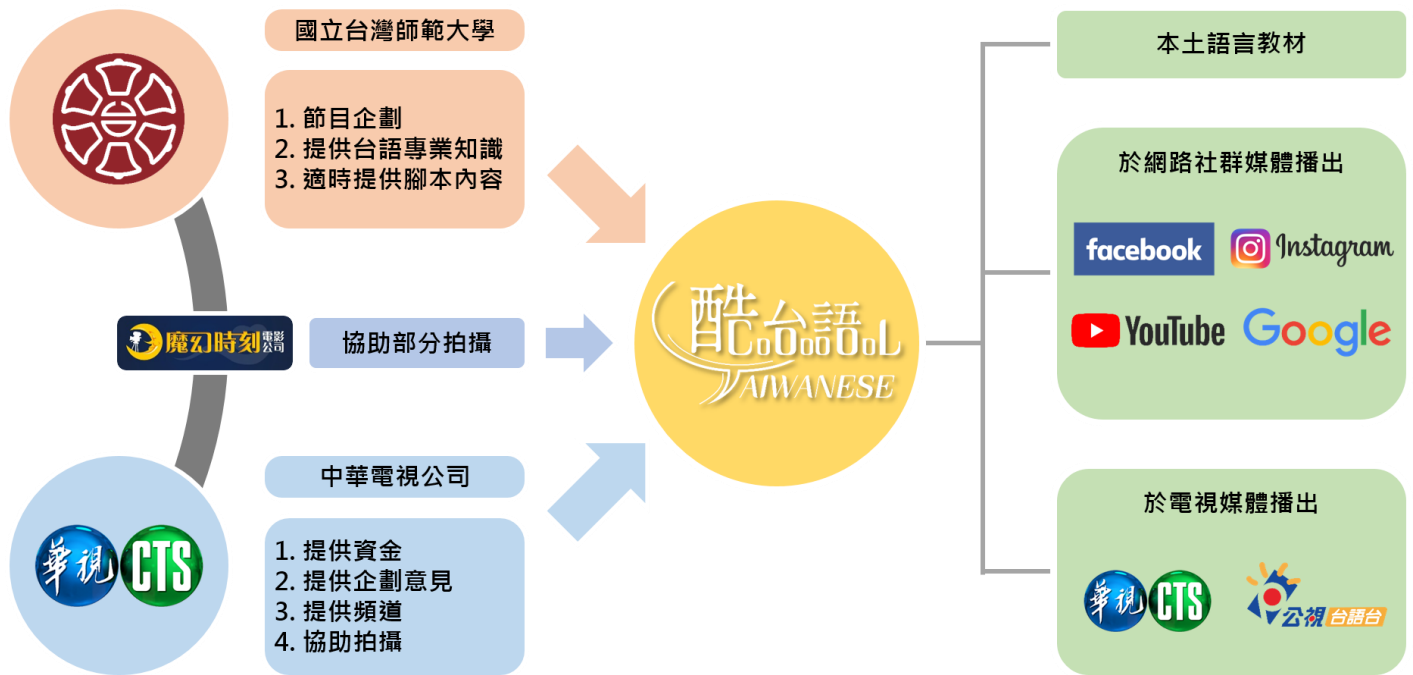 國立台灣師範大學
1. 節目企劃
2. 提供台語專業知識
3. 適時提供腳本內容
魔幻時刻電影公司
協助部分拍攝
中華電視公司
華視 CTS
1. 提供資金
2. 提供企劃意見
3. 提供頻道
4. 協助拍攝
酷台語
COOL
TAIWANESE
本土語言教材
於網路社群媒體播出
facebook
Instagram
YouTube
Google
於電視媒體播出
華視 CTS
公視 台語台